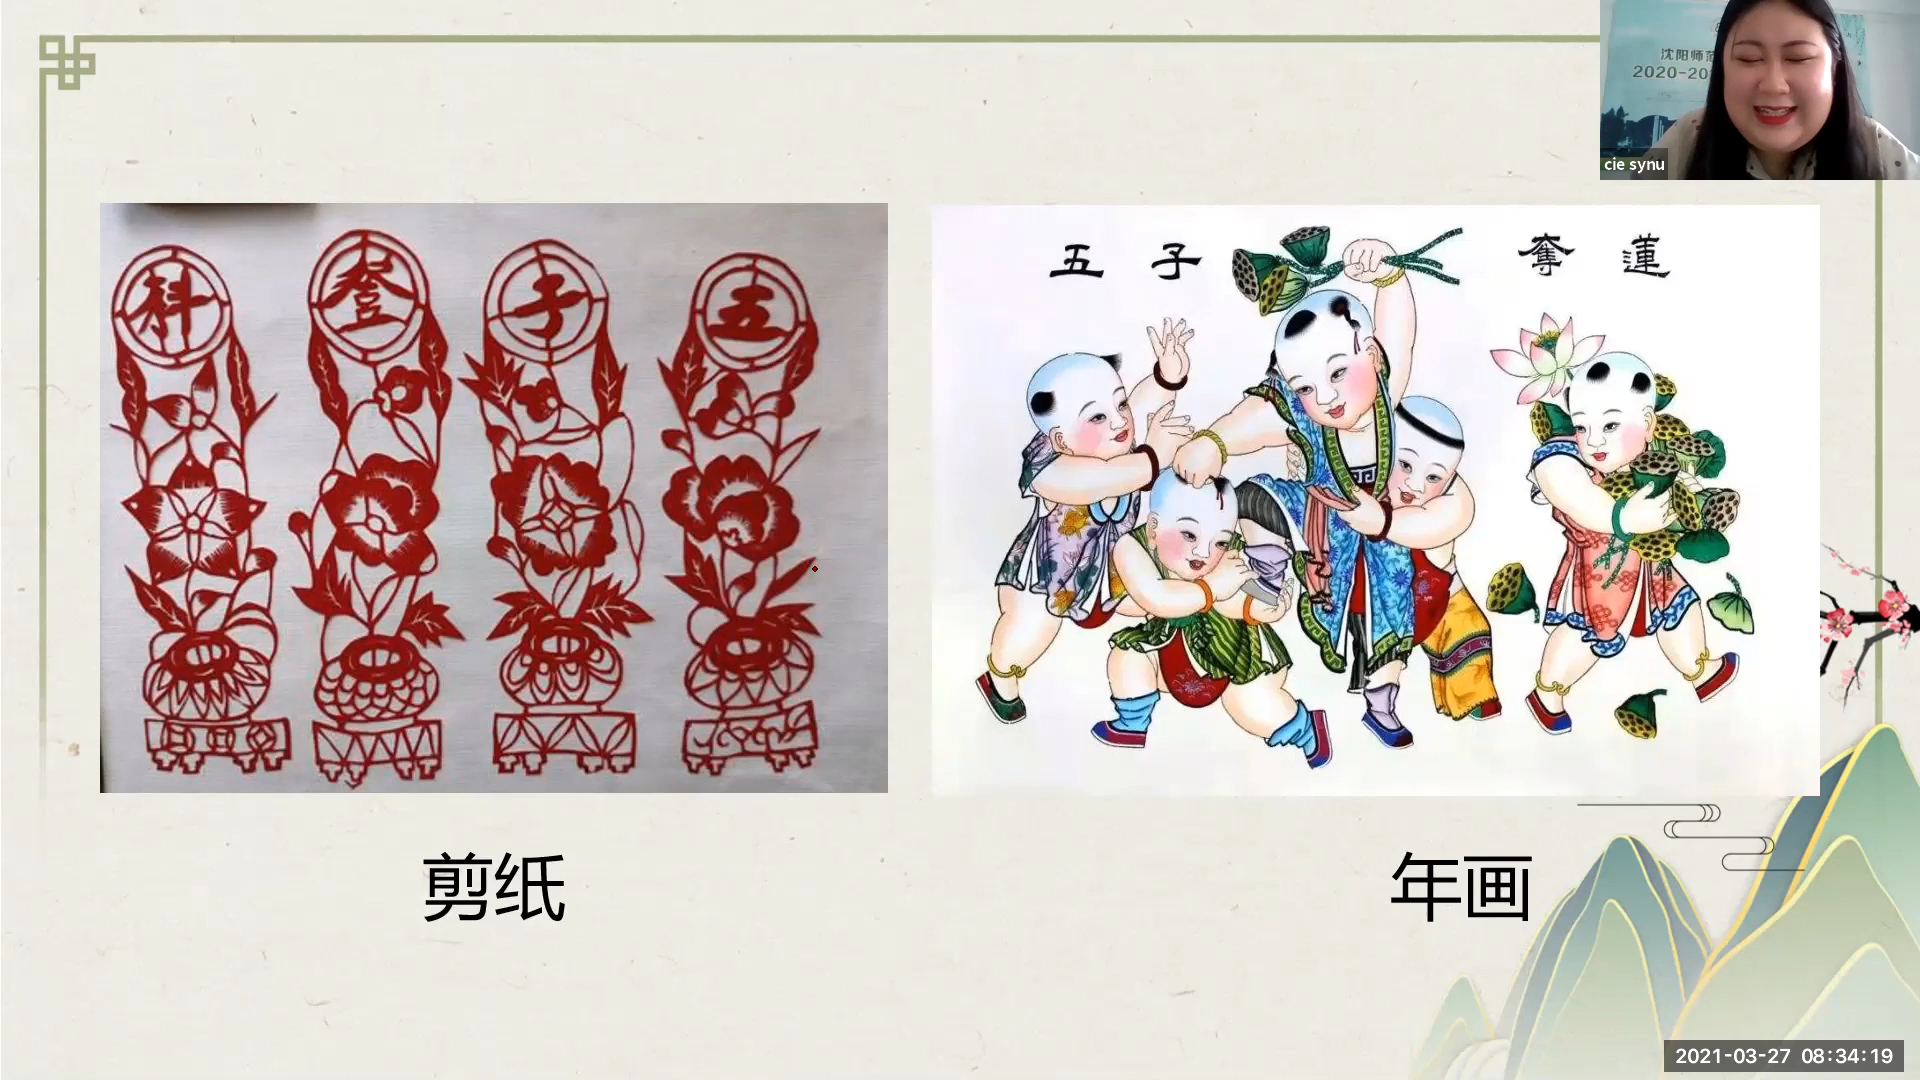 沈阳师范
2020-20
cie synu
科 登 子 五
五 子 奪 蓮
剪纸
年画
2021-03-27 08:34:19